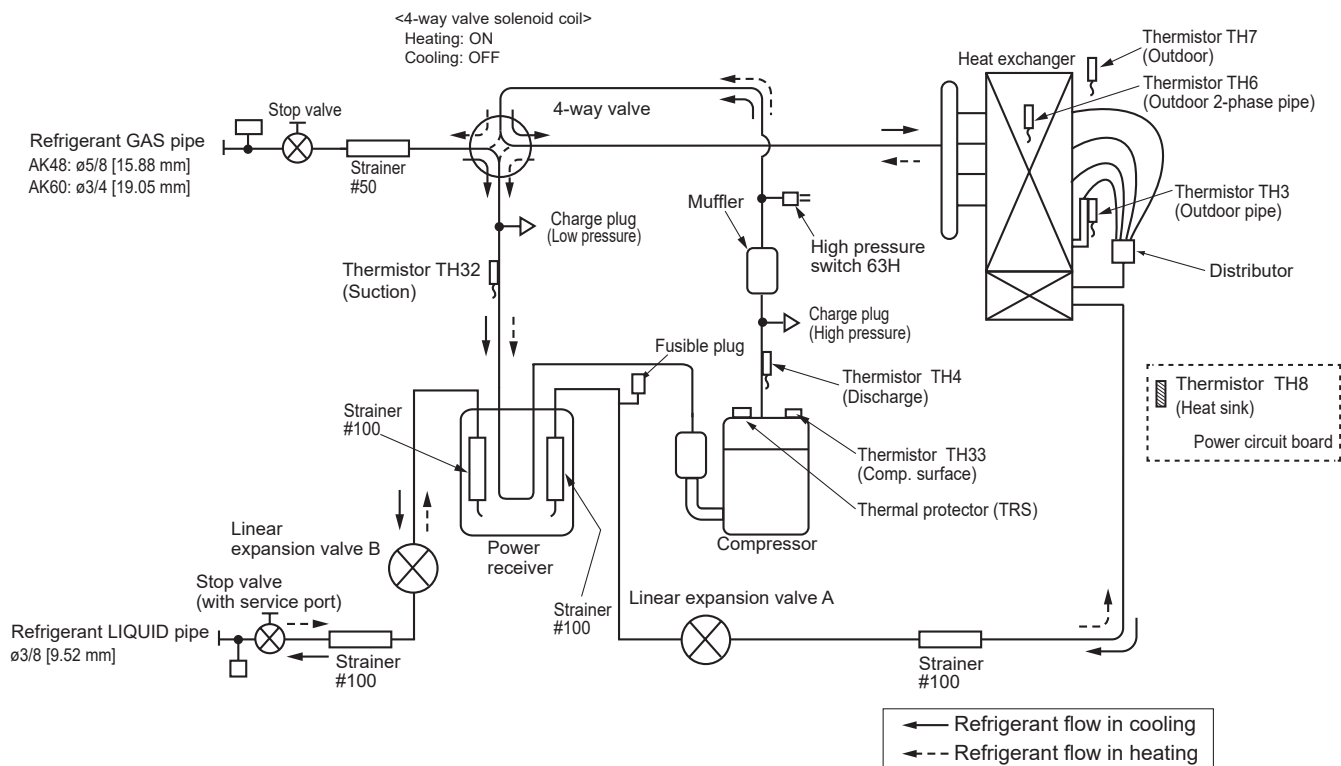 <4-way valve solenoid coil>
Heating: ON
Cooling: OFF
Stop valve
4-way valve
Heat exchanger
Thermistor TH7
(Outdoor)
Thermistor TH6
(Outdoor 2-phase pipe)
Refrigerant GAS pipe
AK48: ø5/8 [15.88 mm]
AK60: ø3/4 [19.05 mm]
Strainer
#50
Charge plug
(Low pressure)
Muffler
High pressure
switch 63H
Thermistor TH3
(Outdoor pipe)
Distributor
Thermistor TH32
(Suction)
Charge plug
(High pressure)
Fusible plug
Thermistor TH4
(Discharge)
Thermistor TH8
(Heat sink)
Power circuit board
Strainer
#100
Thermistor TH33
(Comp. surface)
Thermal protector (TRS)
Linear
expansion valve B
Power
receiver
Compressor
Stop valve
(with service port)
Strainer
#100
Linear expansion valve A
Refrigerant LIQUID pipe
ø3/8 [9.52 mm]
Strainer
#100
Strainer
#100
Refrigerant flow in cooling
Refrigerant flow in heating